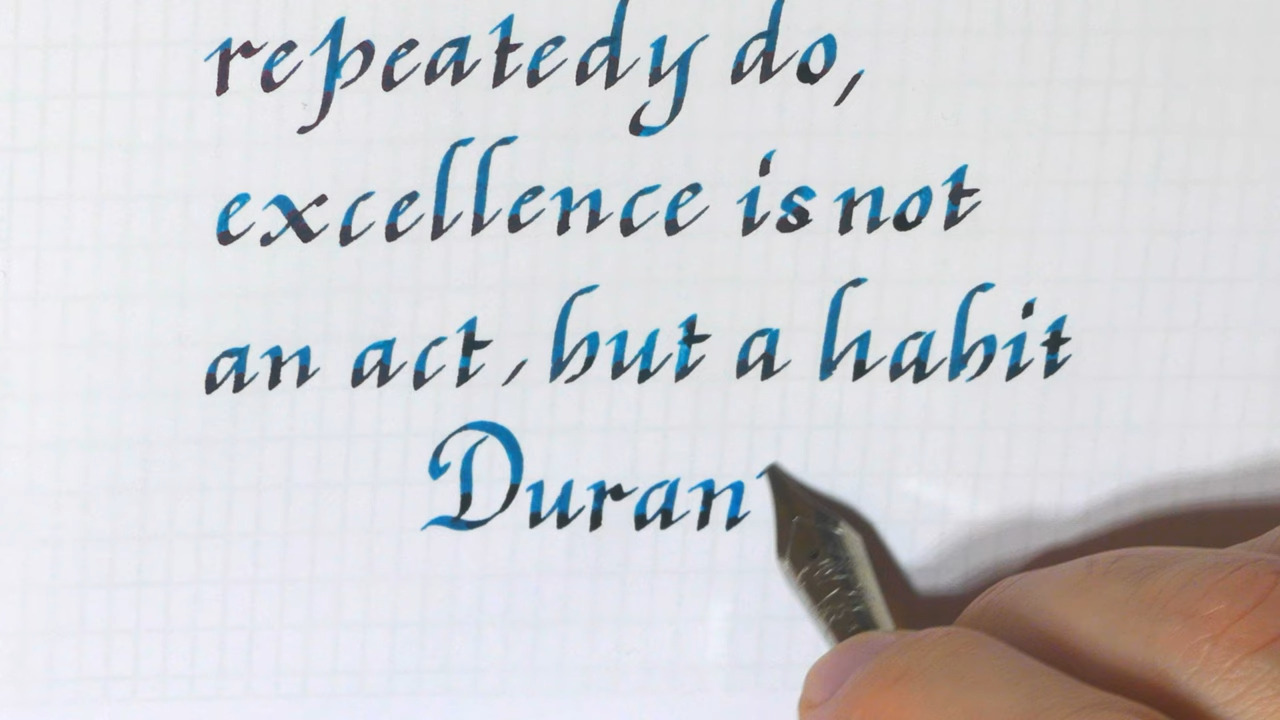 repeatedy do,
excellence is not
an act, but a habit
Duran